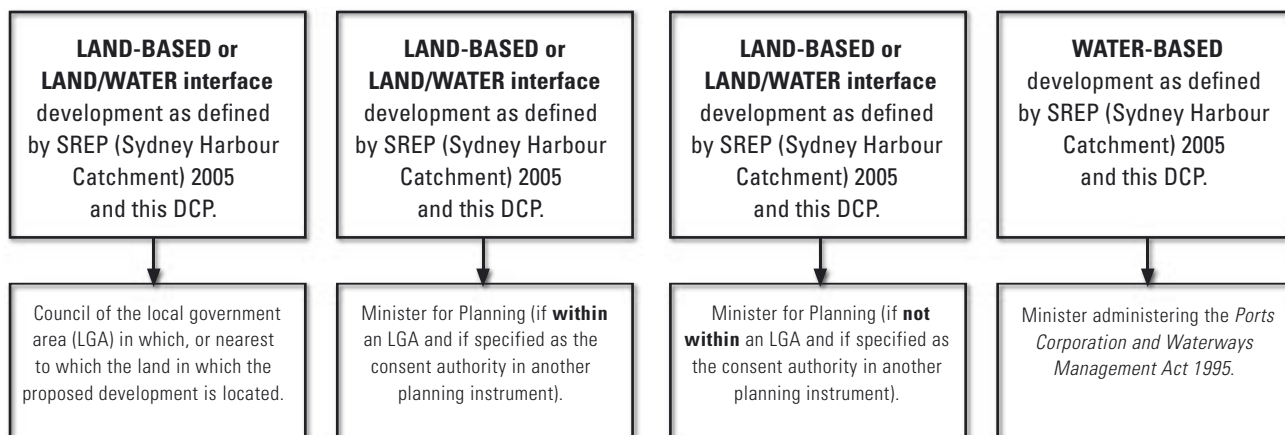 LAND-BASED or
LAND/WATER interface
development as defined
by SREP (Sydney Harbour
Catchment) 2005
and this DCP.
Council of the local government
area (LGA) in which, or nearest
to which the land in which the
proposed development is located.
LAND-BASED or
LAND/WATER interface
development as defined
by SREP (Sydney Harbour
Catchment) 2005
and this DCP.
Minister for Planning (if within
an LGA and if specified as the
consent authority in another
planning instrument).
LAND-BASED or
LAND/WATER interface
development as defined
by SREP (Sydney Harbour
Catchment) 2005
and this DCP.
Minister for Planning (if not
within an LGA and if specified as
the consent authority in another
planning instrument).
WATER-BASED
development as defined
by SREP (Sydney Harbour
Catchment) 2005
and this DCP.
Minister administering the Ports
Corporation and Waterways
Management Act 1995.